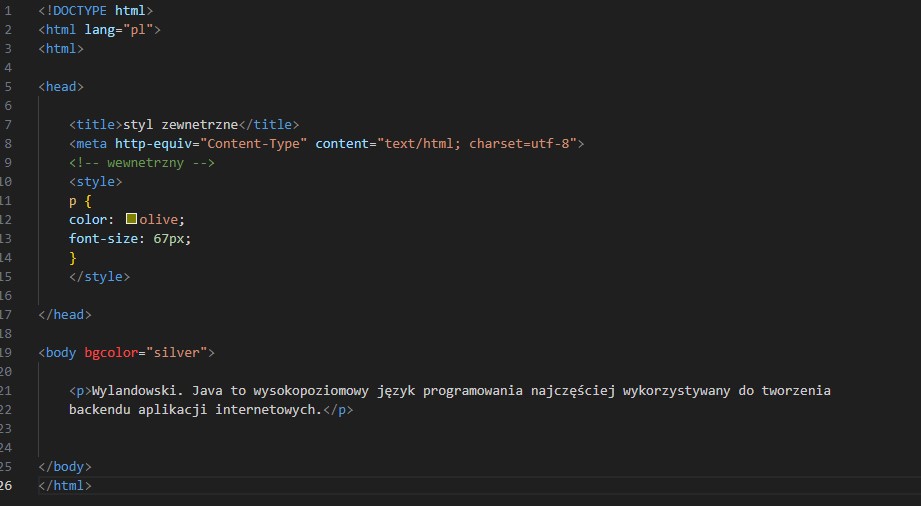 1 <!DOCTYPE html>
2 <html lang="pl">
3 <html>
4
5 <head>
6
7 <title>styl zewnetrzne</title>
8 <meta http-equiv="Content-Type" content="text/html; charset=utf-8">
9 <!-- wewnetrzny -->
10 <style>
11 p {
12 color: olive;
13 font-size: 67px;
14 }
15 </style>
16
17 </head>
18
19 <body bgcolor="silver">
20
21 <p>Wylandowski. Java to wysokopoziomowy język programowania najczęściej wykorzystywany do tworzenia
22 backendu aplikacji internetowych.</p>
23
24
25 </body>
26 </html>